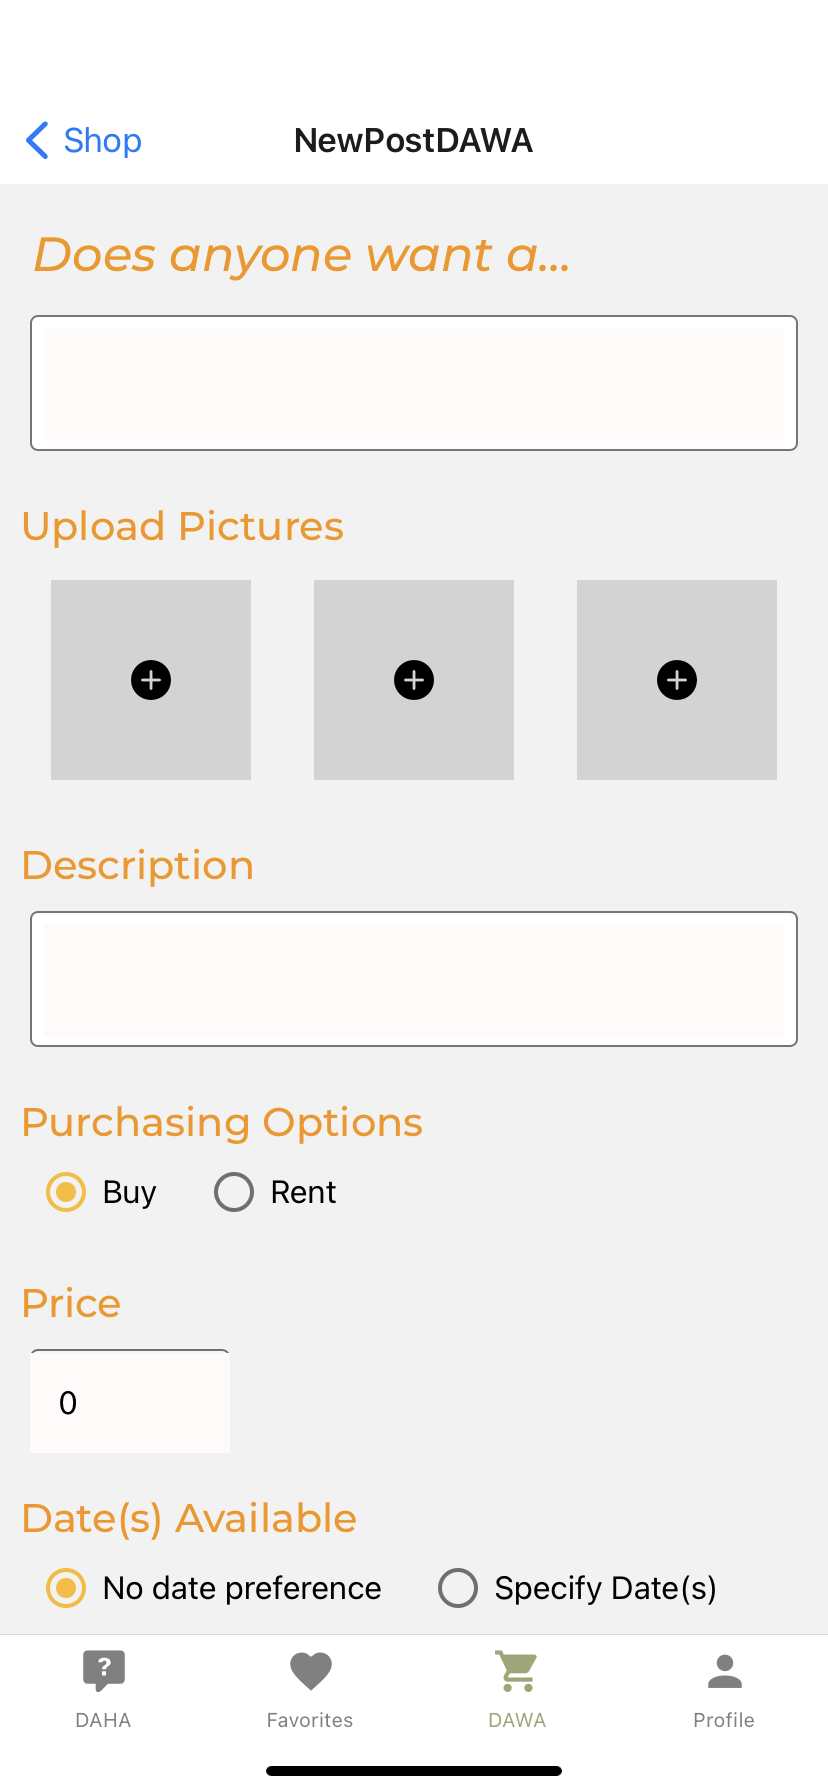 Shop NewPostDAWA
Does anyone want a...
Upload Pictures
Description
Purchasing Options
Buy Rent
Price
0
Date(s) Available
No date preference Specify Date(s)
?
DAHA Favorites DAWA Profile